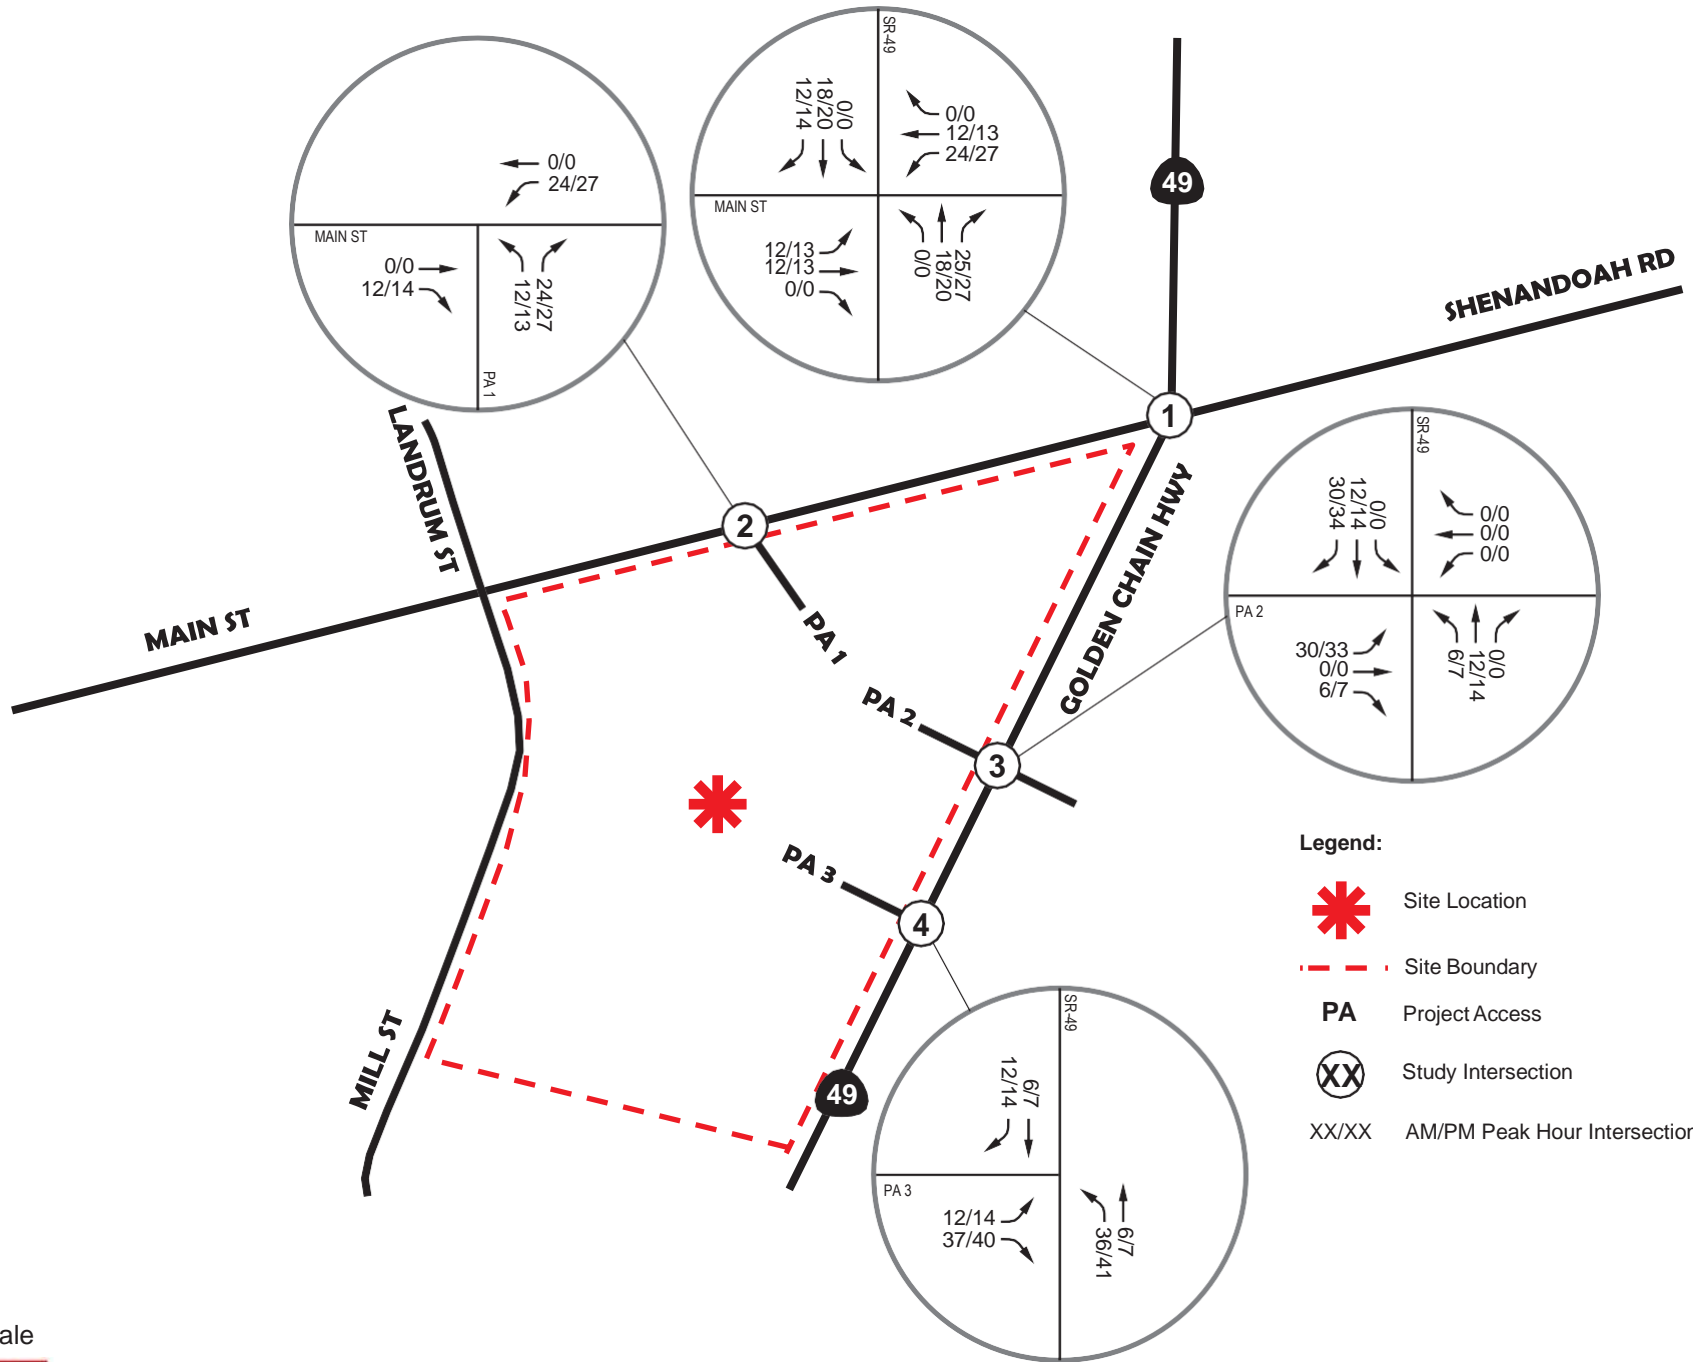 SR-49
12/14
18/20
0/0
0/0
12/13
24/27
MAIN ST
12/13
12/13
0/0
0/0
18/20
25/27
0/0
24/27
MAIN ST
0/0
12/14
12/13
24/27
PA 1
49
SHENANDOAH RD
1
LANDRUM ST
2
MAIN ST
PA 1
GOLDEN CHAIN HWY
SR-49
30/34
12/14
0/0
0/0
0/0
0/0
PA 2
30/33
0/0
6/7
6/7
12/14
0/0
PA 2
3
PA 3
4
MILL ST
49
SR-49
12/14
6/7
PA 3
12/14
37/40
36/41
6/7
Legend:
Site Location
Site Boundary
PA Project Access
XX Study Intersection
XX/XX AM/PM Peak Hour Intersection
ale